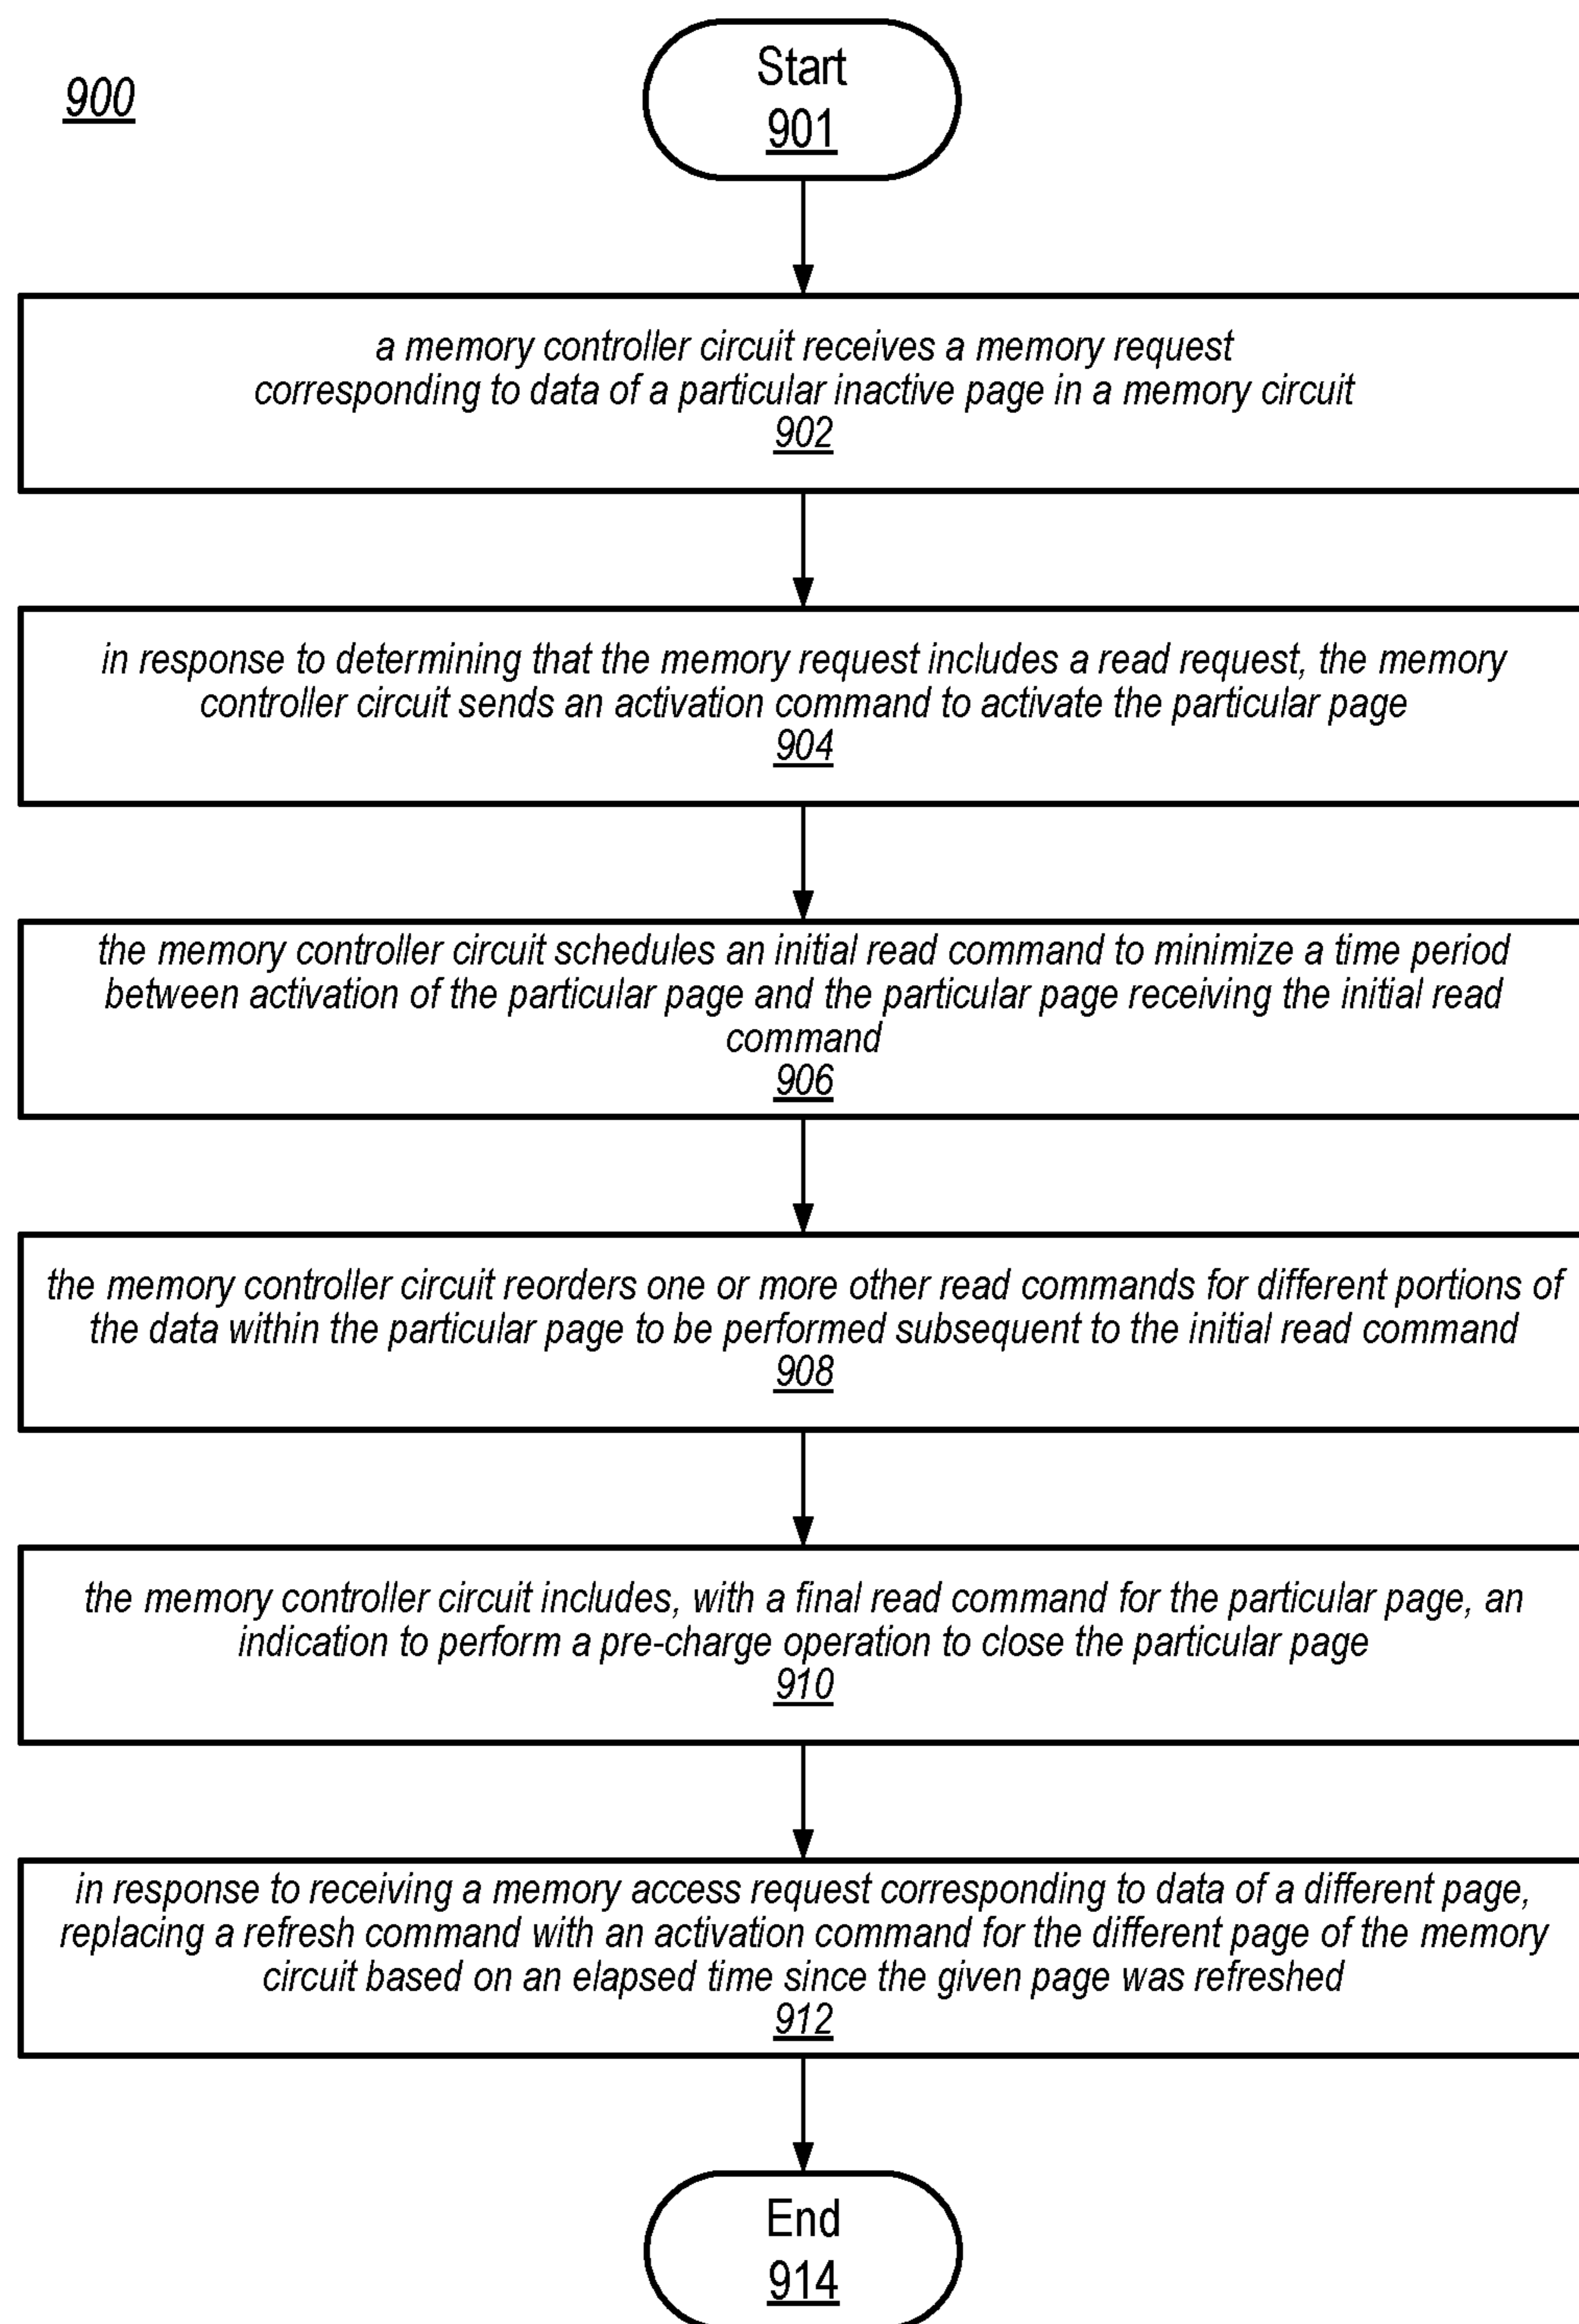 900
Start
901
a memory controller circuit receives a memory request
corresponding to data of a particular inactive page in a memory circuit
902
in response to determining that the memory request includes a read request, the memory
controller circuit sends an activation command to activate the particular page
904
the memory controller circuit schedules an initial read command to minimize a time period
between activation of the particular page and the particular page receiving the initial read
command
906
the memory controller circuit reorders one or more other read commands for different portions of
the data within the particular page to be performed subsequent to the initial read command
908
the memory controller circuit includes, with a final read command for the particular page, an
indication to perform a pre-charge operation to close the particular page
910
in response to receiving a memory access request corresponding to data of a different page,
replacing a refresh command with an activation command for the different page of the memory
circuit based on an elapsed time since the given page was refreshed
912
End
914